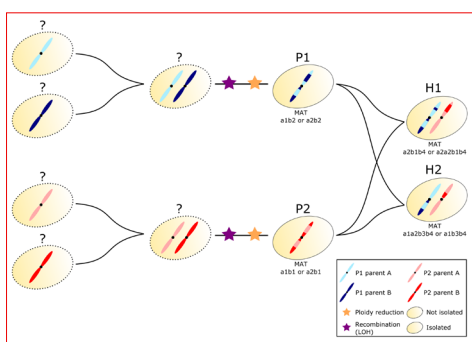 ?
?
?
?
?
?
P1
MAT
a1b2 or a2b2
P2
MAT
a1b1 or a2b1
H1
MAT
a2b1b4 or a2a2b1b4
H2
MAT
a1a2b3b4 or a1b3b4
P1 parent A
P2 parent A
P1 parent B
P2 parent B
Ploidy reduction
Not isolated
Recombination
(LOH)
Isolated